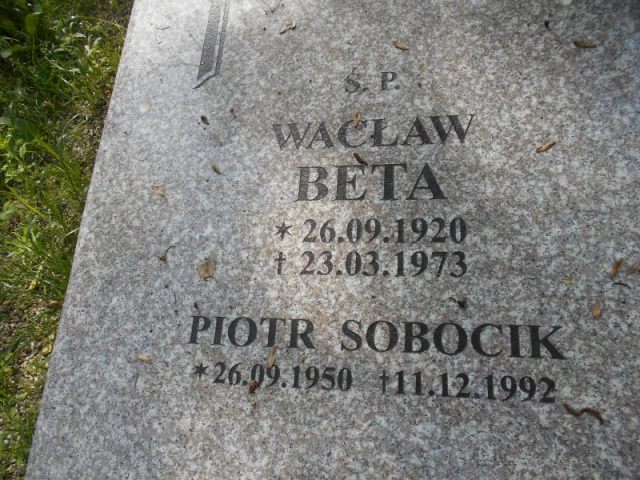 Ś. P.
WACŁAW
BETA
* 26.09.1920
† 23.03.1973
PIOTR SOBOCIK
*26.09.1950 †11.12.1992